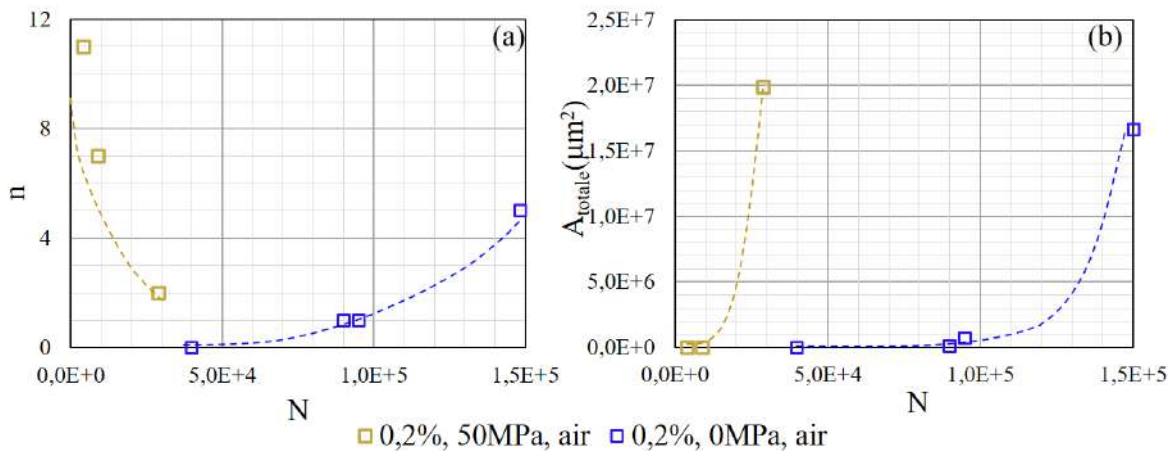 12
8
4
0
n
(a)
0,0E+0
5,0E+4
1,0E+5
1,5E+5
N
2,5E+7
2,0E+7
1,5E+7
1,0E+7
5,0E+6
0,0E+0
A_totale(μm²)
(b)
0,0E+0
5,0E+4
1,0E+5
1,5E+5
N
0,2%, 50MPa, air
0,2%, 0MPa, air